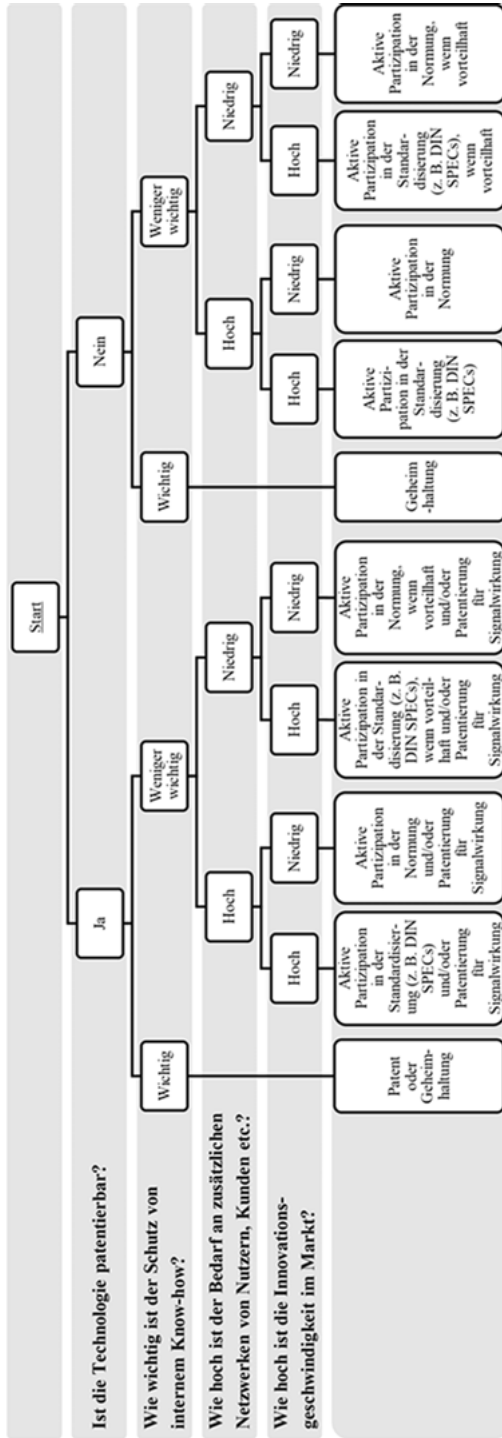 Start
Ist die Technologie patentierbar?
Ja
Nein
Wie wichtig ist der Schutz von
internem Know-how?
Wichtig
Weniger
wichtig
Wichtig
Weniger
wichtig
Wie hoch ist der Bedarf an zusätzlichen
Netzwerken von Nutzern, Kunden etc.?
Hoch
Niedrig
Hoch
Niedrig
Wie hoch ist die Innovations-
geschwindigkeit im Markt?
Hoch
Niedrig
Hoch
Niedrig
Hoch
Niedrig
Hoch
Niedrig
Patent
oder
Geheim-
haltung
Aktive
Partizipation
in der
Standardisier-
ung (z. B. DIN
SPECs)
und/oder
Patentierung
für
Signalwirkung
Aktive
Partizipation
in der
Normung
und/oder
Patentierung
für
Signalwirkung
Aktive
Partizipation in
der Standar-
disierung (z. B.
DIN SPECs),
wenn vorteil-
haft und/oder
Patentierung
für
Signalwirkung
Aktive
Partizipation
in der
Normung,
wenn
vorteilhaft
und/oder
Patentierung
für
Signalwirkung
Geheim
-haltung
Aktive
Partizi-
pation in der
Standar-
disierung
(z. B. DIN
SPECs)
Aktive
Partizipation
in der
Normung
Aktive
Partizipation
in der
Standar-
disierung
(z. B. DIN
SPECs),
wenn
vorteilhaft
Aktive
Partizipation
in der
Normung,
wenn
vorteilhaft